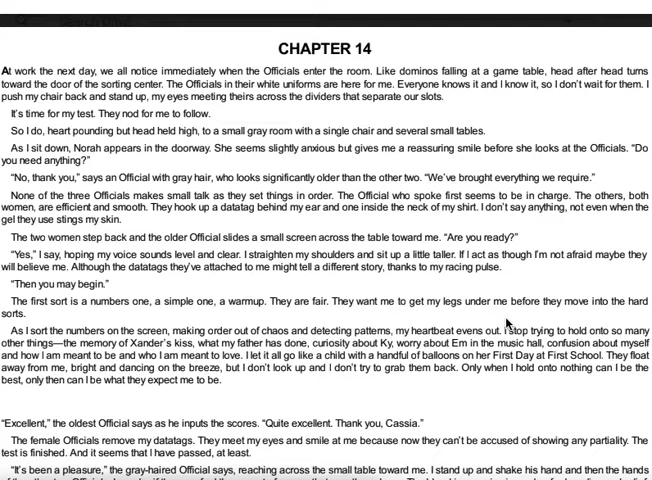 CHAPTER 14
At work the next day, we all notice immediately when the Officials enter the room. Like dominos falling at a game table, head after head turns
toward the door of the sorting center. The Officials in their white uniforms are here for me. Everyone knows it and I know it, so I don't wait for them. I
push my chair back and stand up, my eyes meeting theirs across the dividers that separate our slots.
It's time for my test. They nod for me to follow.
So I do, heart pounding but head held high, to a small gray room with a single chair and several small tables.
As I sit down, Norah appears in the doorway. She seems slightly anxious but gives me a reassuring smile before she looks at the Officials. “Do
you need anything?”
“No, thank you,” says an Official with gray hair, who looks significantly older than the other two. “We've brought everything we require.”
None of the three Officials makes small talk as they set things in order. The Official who spoke first seems to be in charge. The others, both
women, are efficient and smooth. They hook up a datatag behind my ear and one inside the neck of my shirt. I don't say anything, not even when the
gel they use stings my skin.
The two women step back and the older Official slides a small screen across the table toward me. “Are you ready?”
“Yes,” I say, hoping my voice sounds level and clear. I straighten my shoulders and sit up a little taller. If I act as though I'm not afraid maybe they
will believe me. Although the datatags they've attached to me might tell a different story, thanks to my racing pulse.
“Then you may begin.”
The first sort is a numbers one, a simple one, a warmup. They are fair. They want me to get my legs under me before they move into the hard
sorts.
As I sort the numbers on the screen, making order out of chaos and detecting patterns, my heartbeat evens out. I stop trying to hold onto so many
other things—the memory of Xander's kiss, what my father has done, curiosity about Ky, worry about Em in the music hall, confusion about myself
and how I am meant to be and who I am meant to love. I let it all go like a child with a handful of balloons on her First Day at First School. They float
away from me, bright and dancing on the breeze, but I don't look up and I don't try to grab them back. Only when I hold onto nothing can I be the
best, only then can I be what they expect me to be.
“Excellent,” the oldest Official says as he inputs the scores. “Quite excellent. Thank you, Cassia.”
The female Officials remove my datatags. They meet my eyes and smile at me because now they can't be accused of showing any partiality. The
test is finished. And it seems that I have passed, at least.
“It's been a pleasure,” the gray-haired Official says, reaching across the small table toward me. I stand up and shake his hand and then the hands